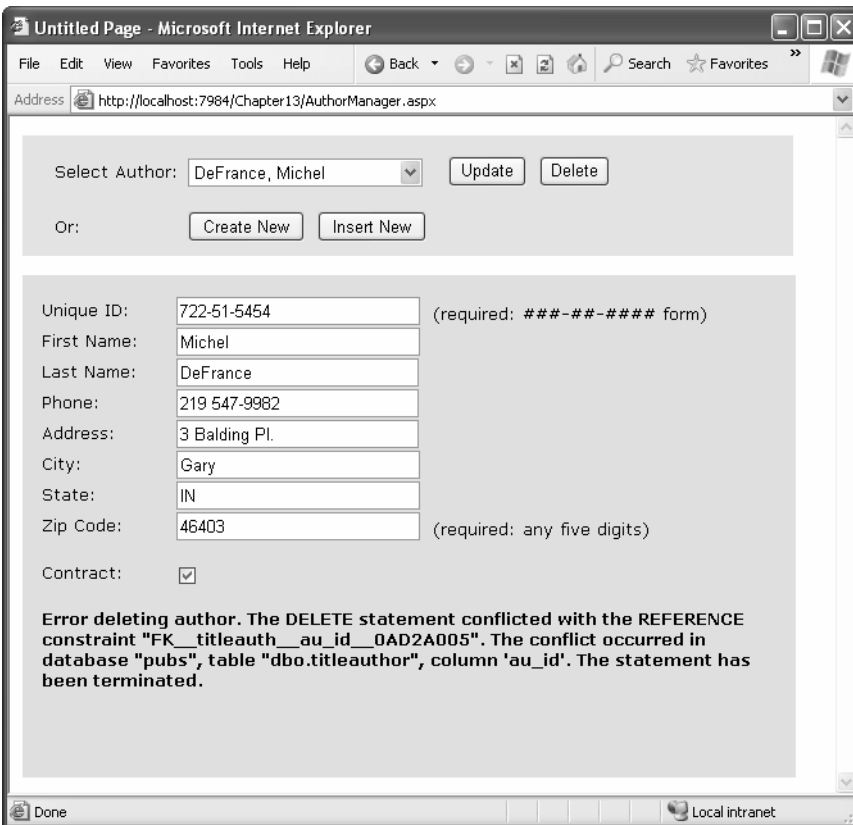 Untitled Page - Microsoft Internet Explorer
File Edit View Favorites Tools Help Back Search Favorites »
Address http://localhost:7984/Chapter13/AuthorManager.aspx
Select Author: DeFrance, Michel Update Delete
Or: Create New Insert New
Unique ID: 722-51-5454 (required: ###-##-#### form)
First Name: Michel
Last Name: DeFrance
Phone: 219 547-9982
Address: 3 Balding Pl.
City: Gary
State: IN
Zip Code: 46403 (required: any five digits)
Contract:
Error deleting author. The DELETE statement conflicted with the REFERENCE
constraint "FK__titleauth__au_id__0AD2A005". The conflict occurred in
database "pubs", table "dbo.titleauthor", column 'au_id'. The statement has
been terminated.
Done Local intranet